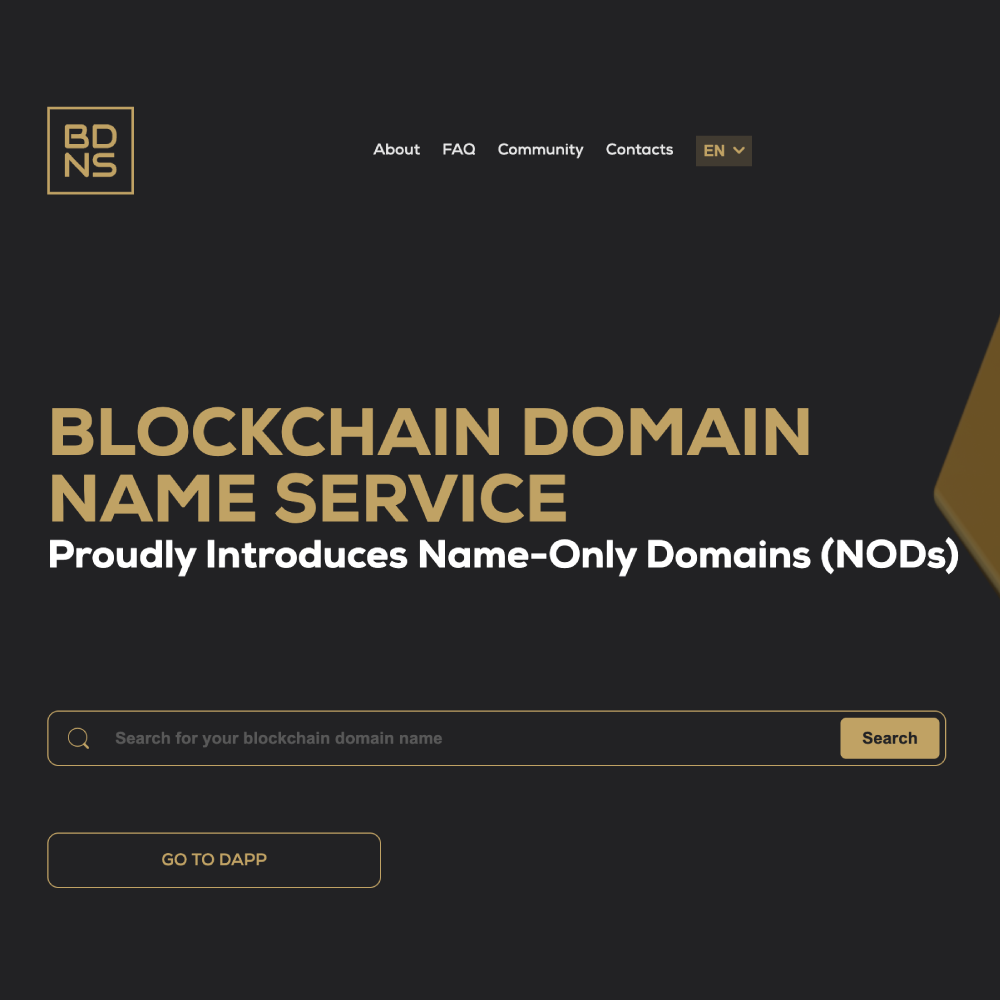 BD
NS
About FAQ Community Contacts EN
BLOCKCHAIN DOMAIN
NAME SERVICE
Proudly Introduces Name-Only Domains (NODs)
Search for your blockchain domain name Search
GO TO DAPP